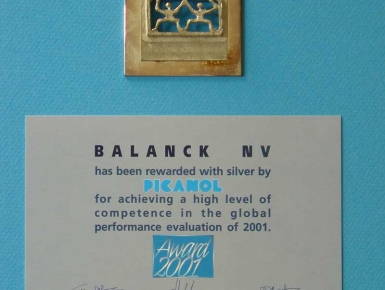 BALANCK NV
has been rewarded with silver by
PICANOL
for achieving a high level of
competence in the global
performance evaluation of 2001.
Award
2001